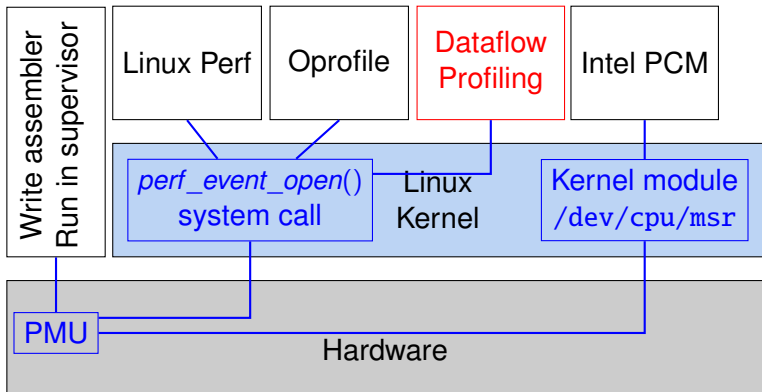 Write assembler
Run in supervisor
Linux Perf
Oprofile
Dataflow
Profiling
Intel PCM
perf_event_open()
system call
Linux
Kernel
Kernel module
/dev/cpu/msr
PMU
Hardware